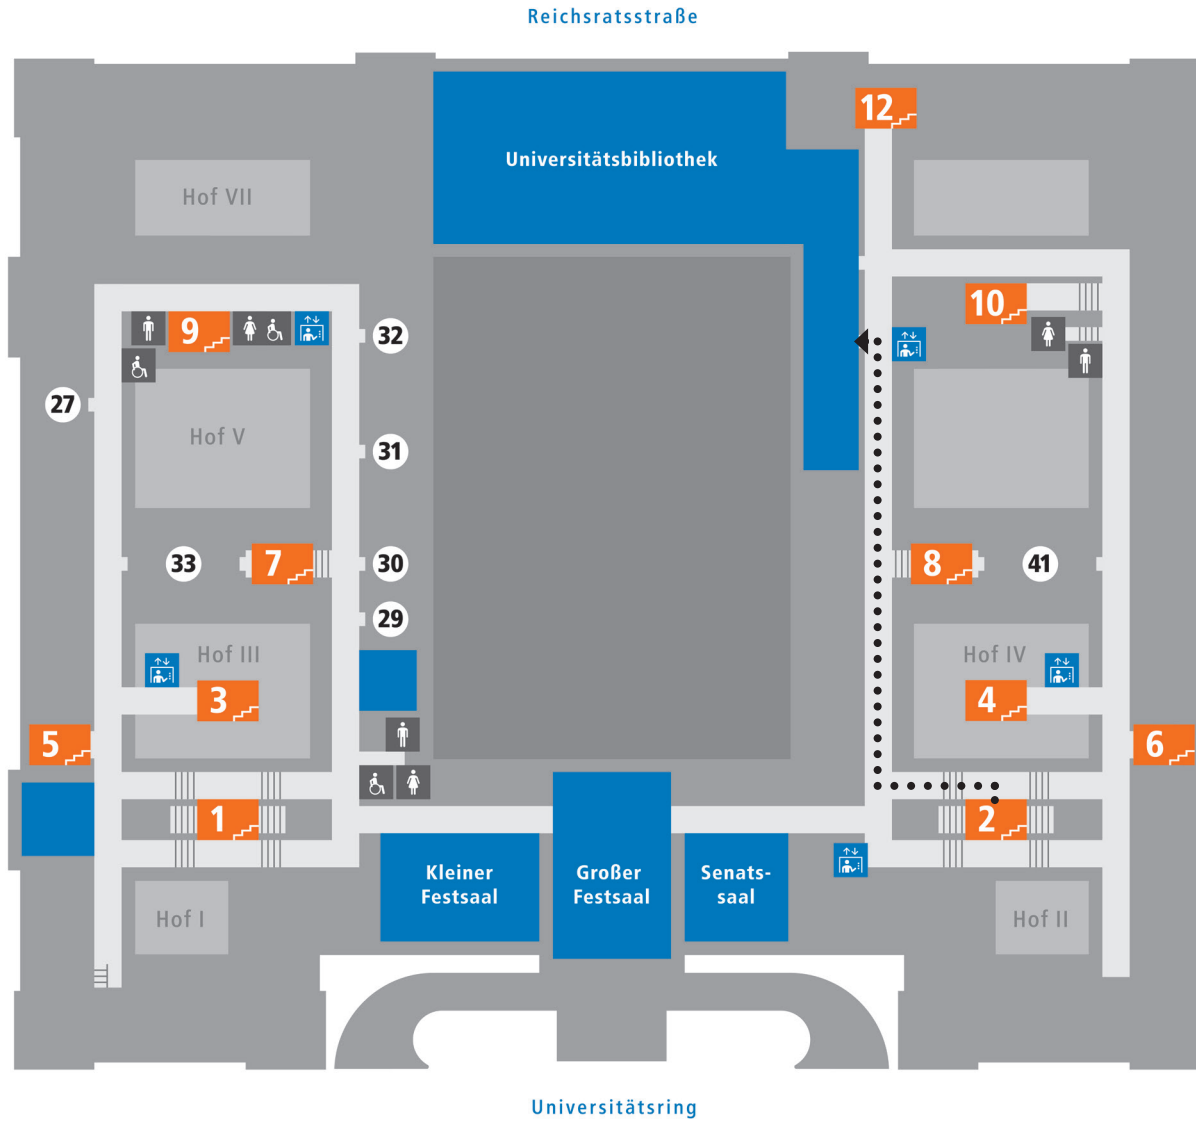 Reichsratsstraße
12
Universitätsbibliothek
Hof VII
10
9
32
27
Hof V
31
33
7
30
8
41
29
Hof III
Hof IV
3
4
5
6
1
2
Kleiner
Festsaal
Großer
Festsaal
Senats-
saal
Hof I
Hof II
Universitätsring